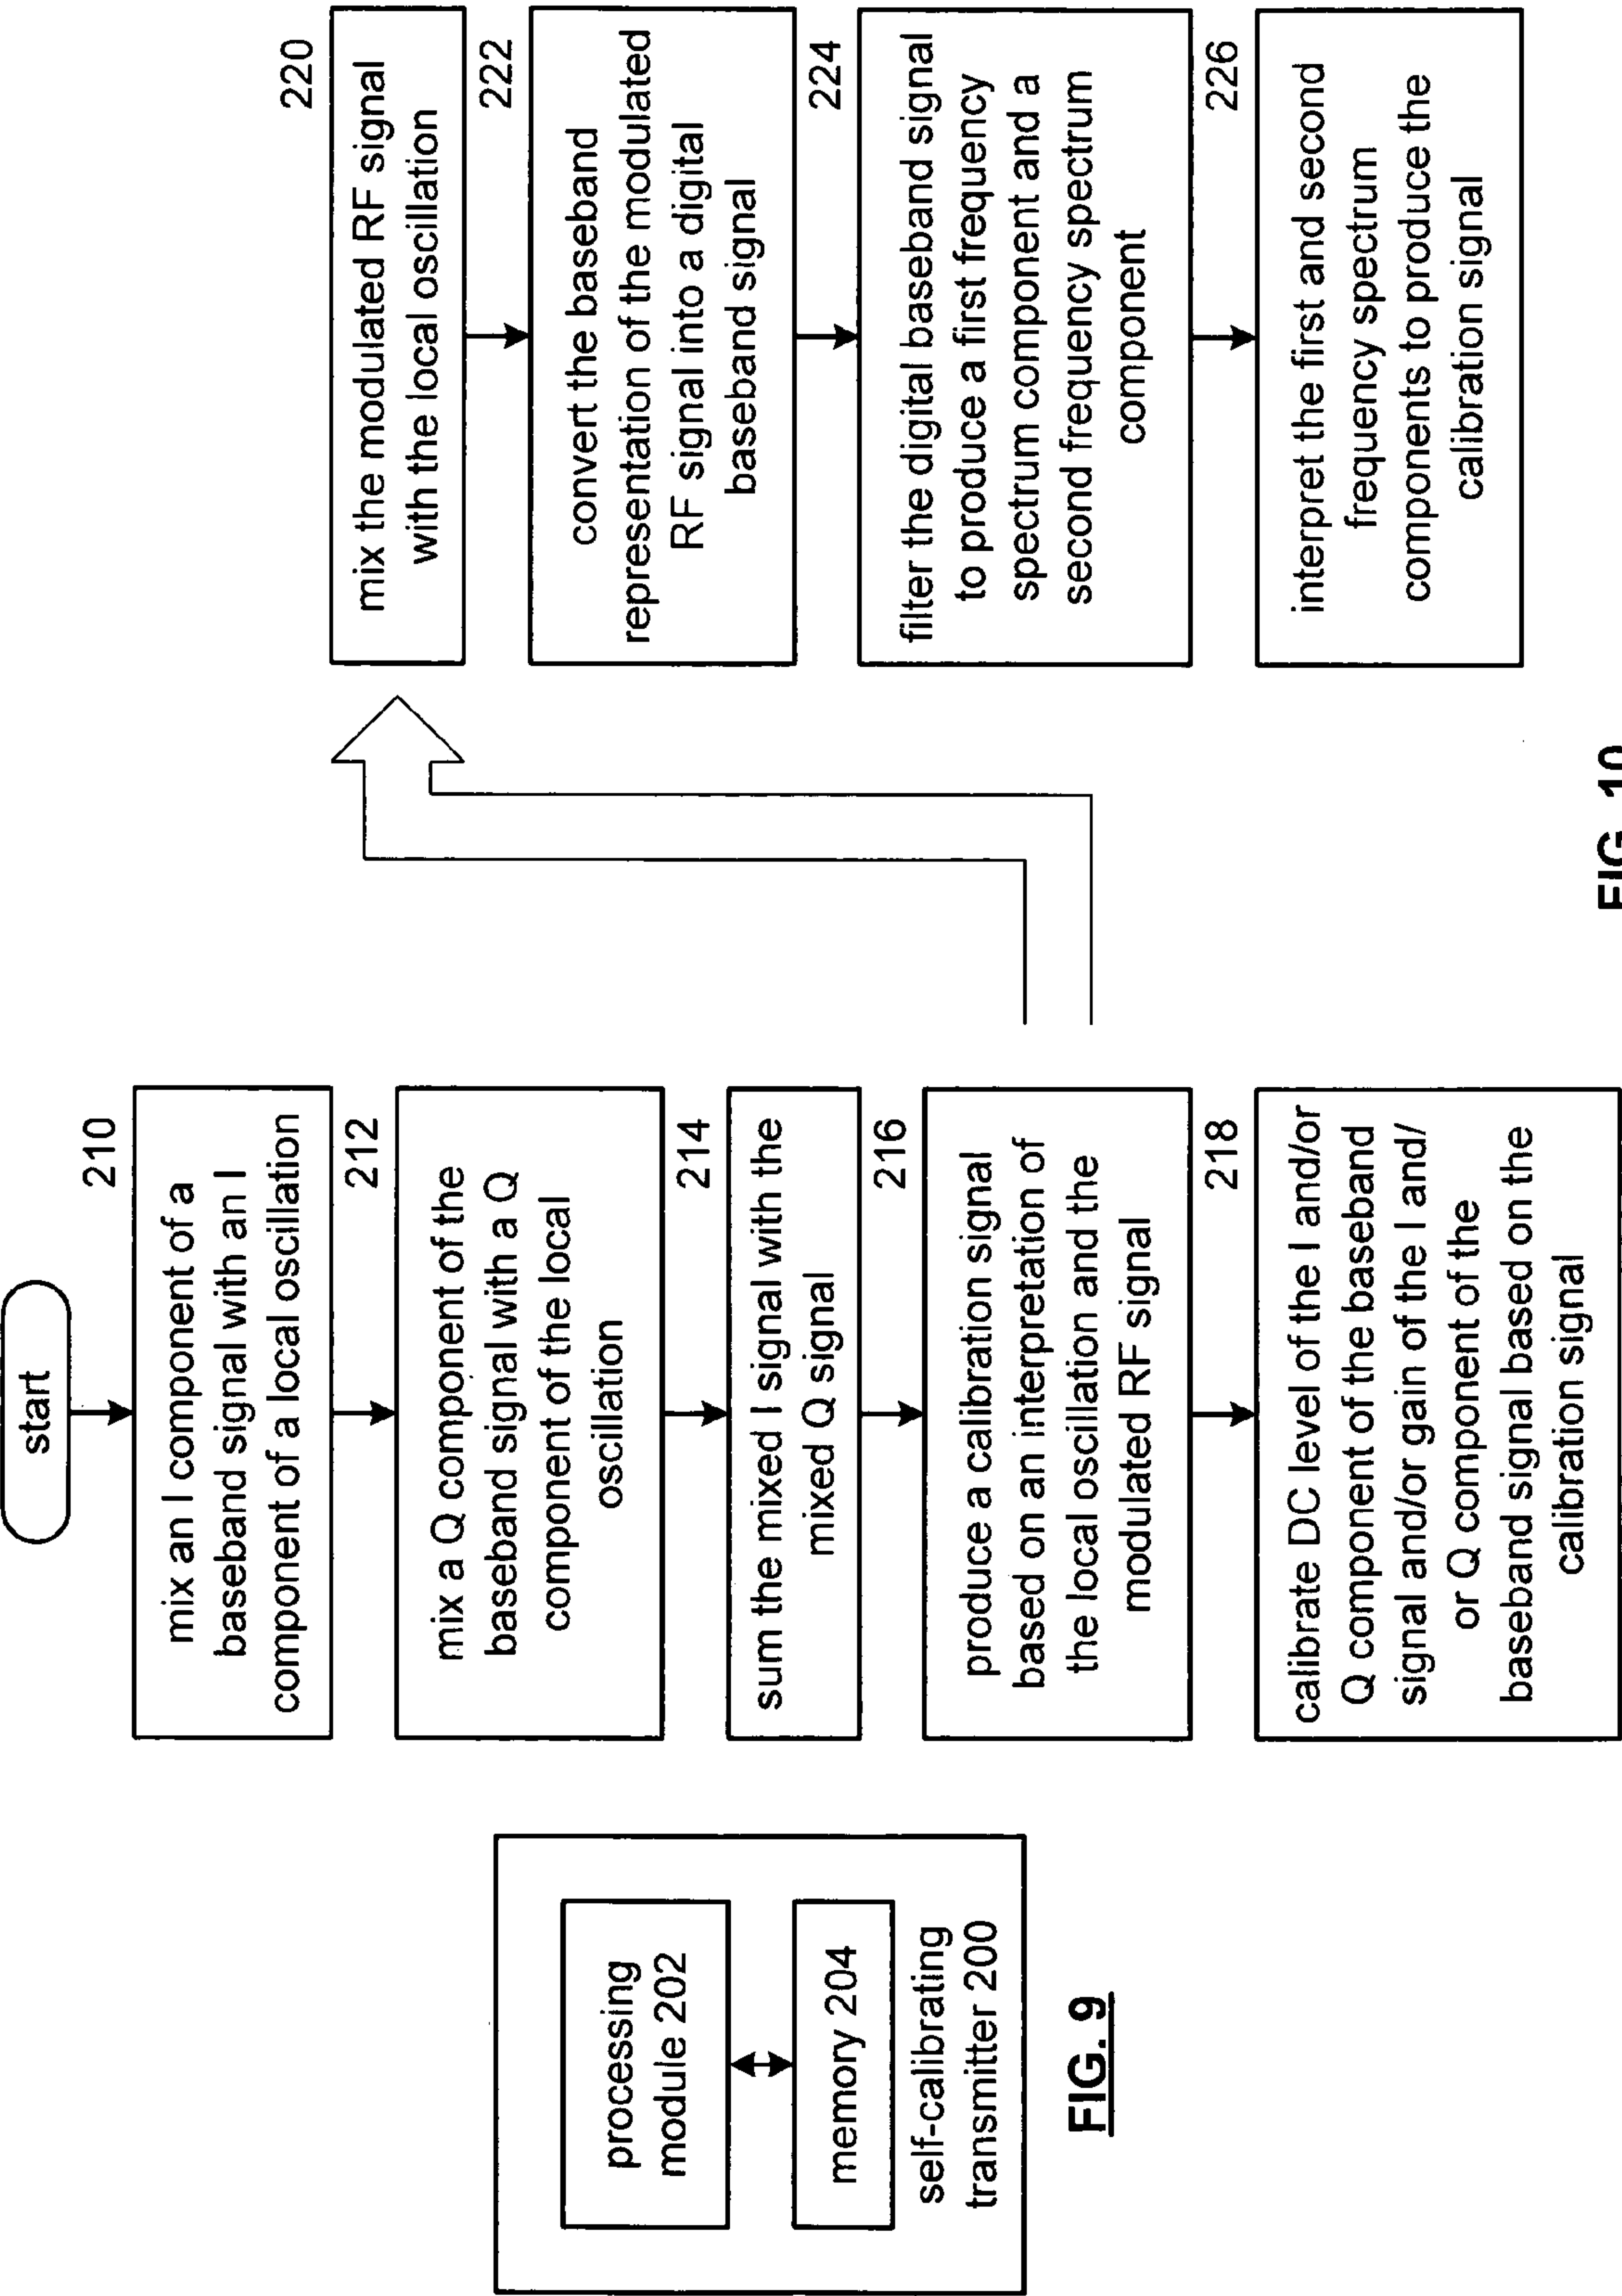 processing
module 202
memory 204
self-calibrating
transmitter 200
FIG. 9
start
210
mix an I component of a
baseband signal with an I
component of a local oscillation
212
mix a Q component of the
baseband signal with a Q
component of the local
oscillation
214
sum the mixed I signal with the
mixed Q signal
216
produce a calibration signal
based on an interpretation of
the local oscillation and the
modulated RF signal
218
calibrate DC level of the I and/or
Q component of the baseband
signal and/or gain of the I and/
or Q component of the
baseband signal based on the
calibration signal
220
mix the modulated RF signal
with the local oscillation
222
convert the baseband
representation of the modulated
RF signal into a digital
baseband signal
224
filter the digital baseband signal
to produce a first frequency
spectrum component and a
second frequency spectrum
component
226
interpret the first and second
frequency spectrum
components to produce the
calibration signal
FIG. 10